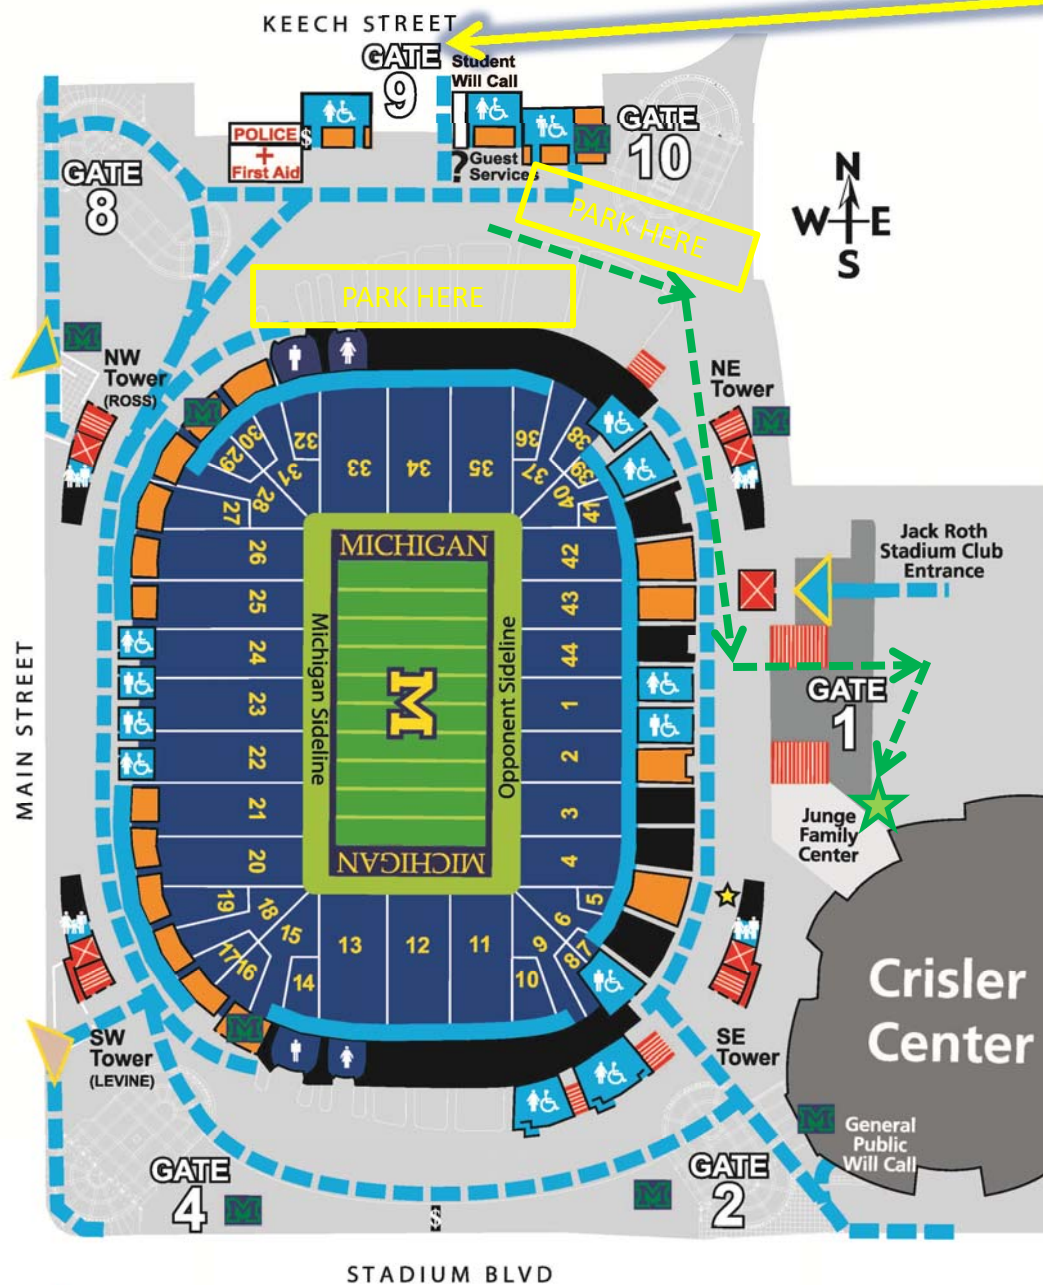 KEECH STREET
GATE
9
Student
Will Call
POLICE
$
First Aid
?
Guest
Services
M
GATE
10
GATE
8
N
W
E
S
PARK HERE
PARK HERE
M
NW
Tower
(ROSS)
M
NE
Tower
M
29
30
31
32
33
34
35
36
37
38
39
40
41
28
27
26
25
24
23
22
21
20
19
18
17
16
15
14
13
12
11
10
9
8
7
6
5
4
3
2
1
44
43
42
MICHIGAN
Michigan Sideline
M
Opponent Sideline
MICHIGAN
Jack Roth
Stadium Club
Entrance
GATE
1
Junge
Family
Center
MAIN STREET
Crisler
Center
SW
Tower
(LEVINE)
M
SE
Tower
M
General
Public
Will Call
GATE
4
M
$
M
GATE
2
STADIUM BLVD